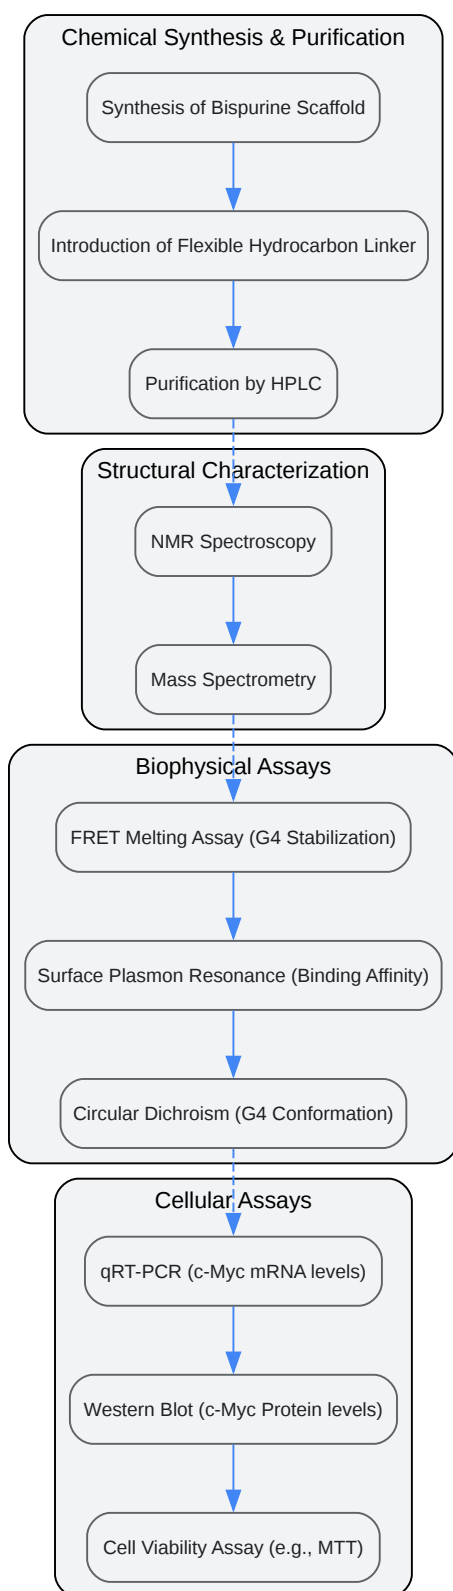 Chemical Synthesis & Purification
Synthesis of Bispurine Scaffold
Introduction of Flexible Hydrocarbon Linker
Purification by HPLC
Structural Characterization
NMR Spectroscopy
Mass Spectrometry
Biophysical Assays
FRET Melting Assay (G4 Stabilization)
Surface Plasmon Resonance (Binding Affinity)
Circular Dichroism (G4 Conformation)
Cellular Assays
qRT-PCR (c-Myc mRNA levels)
Western Blot (c-Myc Protein levels)
Cell Viability Assay (e.g., MTT)